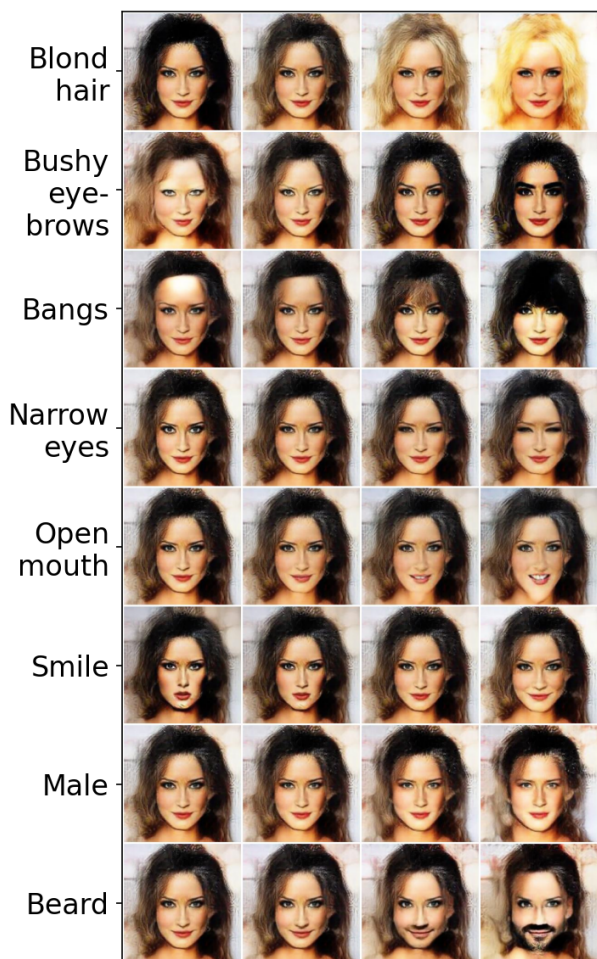 Blond
hair
Bushy
eye-
brows
Bangs
Narrow
eyes
Open
mouth
Smile
Male
Beard